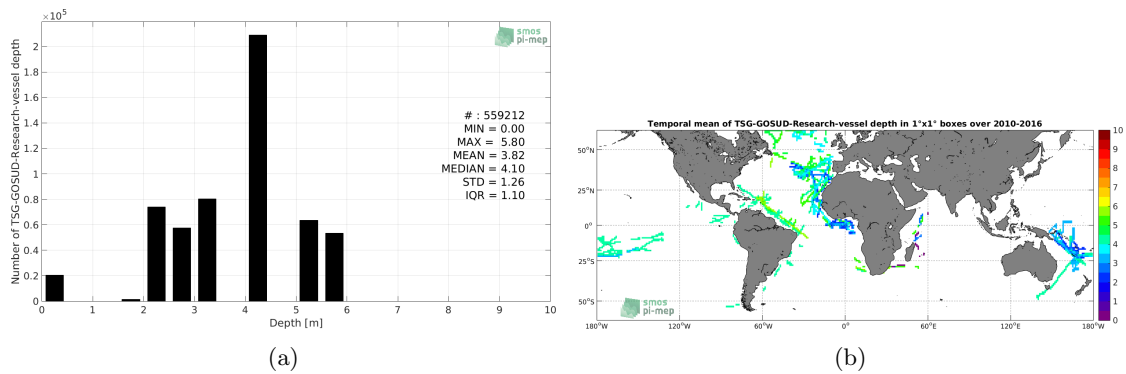 ×10⁵
2
1.8
1.6
1.4
1.2
1
0.8
0.6
0.4
0.2
0
Number of TSG-GOSUD-Research-vessel depth
smos
pi-mep
# : 559212
MIN = 0.00
MAX = 5.80
MEAN = 3.82
MEDIAN = 4.10
STD = 1.26
IQR = 1.10
0 1 2 3 4 5 6 7 8 9 10
Depth [m]
(a)
Temporal mean of TSG-GOSUD-Research-vessel depth in 1°x1° boxes over 2010-2016
50°N
25°N
0°
25°S
50°S
smos
pi-mep
180°W 120°W 60°W 0° 60°E 120°E 180°W
10
9
8
7
6
5
4
3
2
1
0
(b)